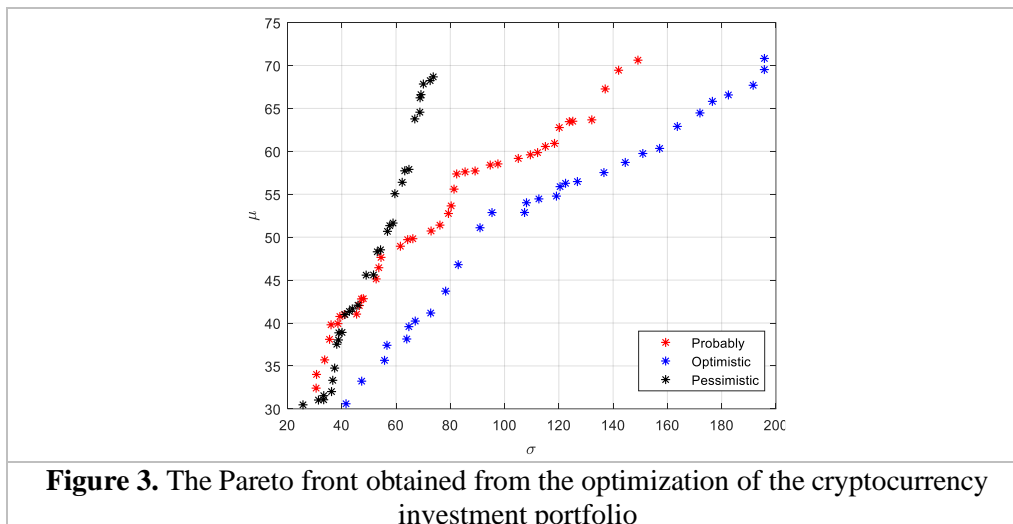 75
70
65
60
55
50
45
40
35
30
μ
20 40 60 80 100 120 140 160 180 200
σ
Probably
Optimistic
Pessimistic
Figure 3. The Pareto front obtained from the optimization of the cryptocurrency
investment portfolio